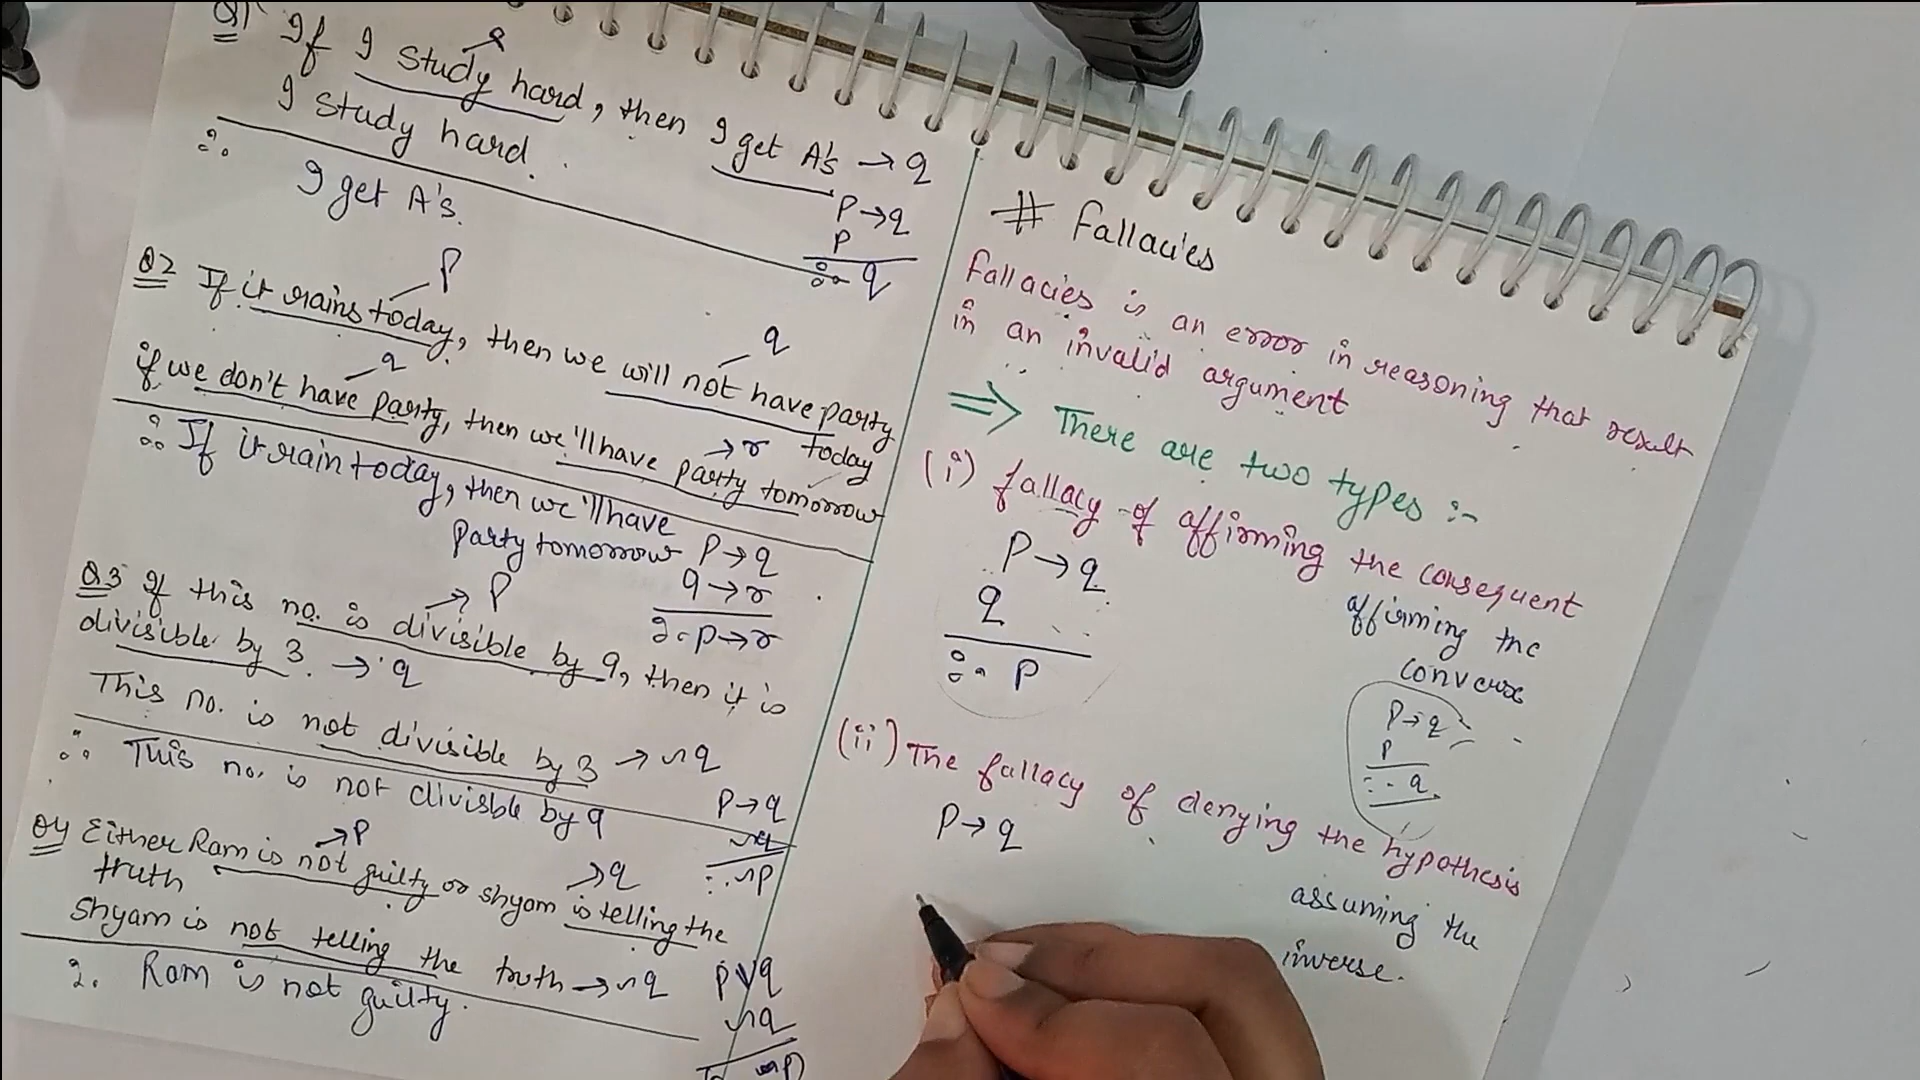 Q1 If I study hard, then I get A's → q
I study hard.
∴ I get A's.
P→q
P
∴ q
Q2 If it rains today, then we will not have party today
P
q
if we don't have party, then we'll have party tomorrow
q
→r
∴ If it rain today, then we'll have
party tomorrow
P→q
q→r
∴ P→r
Q3 If this no. is divisible by 9, then it is
→ P
divisible by 3. → q
This no. is not divisible by 3 → ~q
∴ This no. is not divisble by 9
P→q
~q
∴ ~P
Q4 Either Ram is not guilty or shyam is telling the
→P
→q
truth
Shyam is not telling the truth → ~q
∴ Ram is not guilty.
P∨q
~q
# Fallacies
Fallacies is an error in reasoning that result
in an invalid argument
⇒ There are two types :-
(i) fallacy of affirming the consequent
P→q
q
∴ P
affirming the
converse
P→q
P
∴ q
(ii) The fallacy of denying the hypothesis
P→q
assuming the
inverse.